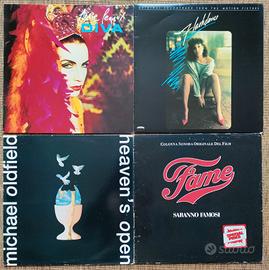 annie lennox
DIVA
ORIGINAL SOUNDTRACK FROM THE MOTION PICTURE
Flashdance
michael oldfield
heaven's open
COLONNA SONORA ORIGINALE DEL FILM
Fame
SARANNO FAMOSI
subito